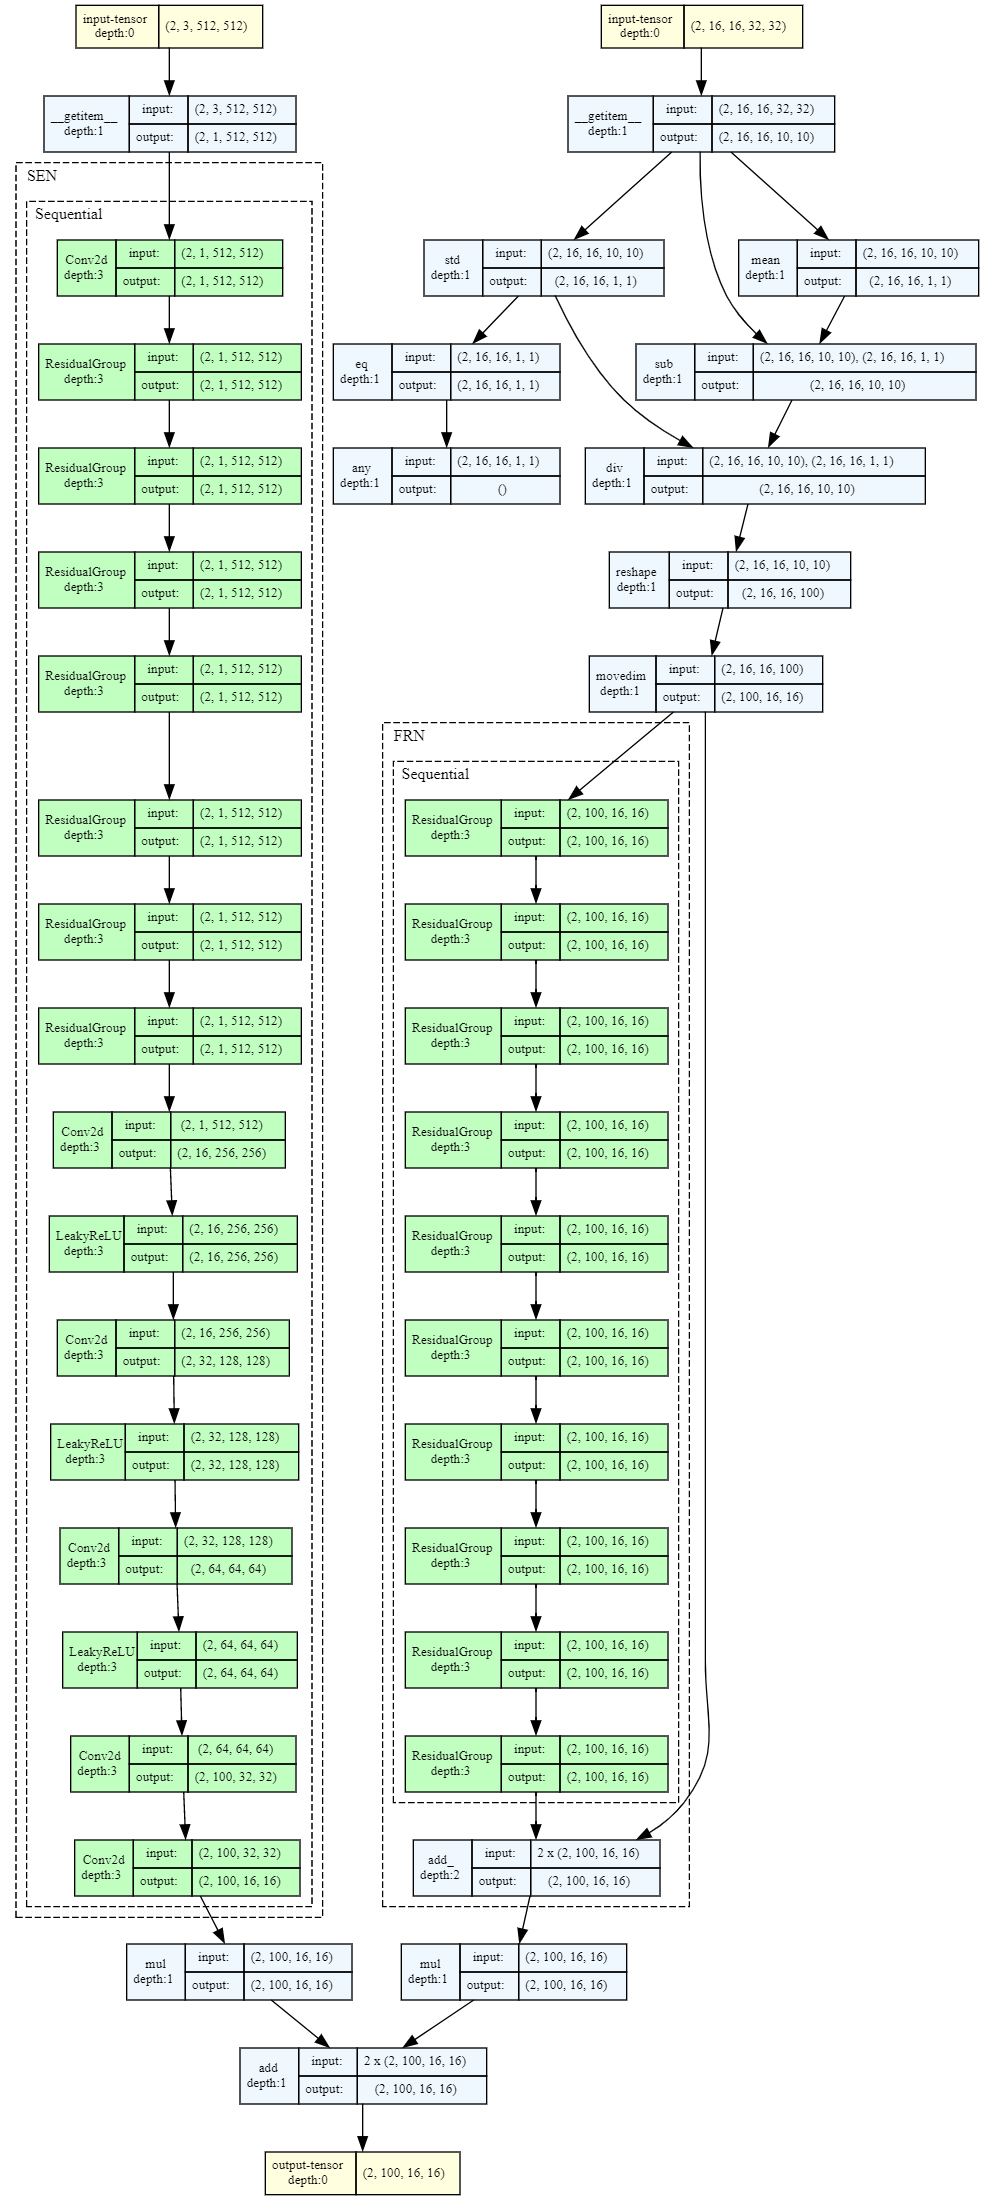 input-tensor
depth:0
(2, 3, 512, 512)
__getitem__
depth:1
input:
(2, 3, 512, 512)
output:
(2, 1, 512, 512)
SEN
Sequential
Conv2d
depth:3
input:
(2, 1, 512, 512)
output:
(2, 1, 512, 512)
ResidualGroup
depth:3
input:
(2, 1, 512, 512)
output:
(2, 1, 512, 512)
ResidualGroup
depth:3
input:
(2, 1, 512, 512)
output:
(2, 1, 512, 512)
ResidualGroup
depth:3
input:
(2, 1, 512, 512)
output:
(2, 1, 512, 512)
ResidualGroup
depth:3
input:
(2, 1, 512, 512)
output:
(2, 1, 512, 512)
ResidualGroup
depth:3
input:
(2, 1, 512, 512)
output:
(2, 1, 512, 512)
ResidualGroup
depth:3
input:
(2, 1, 512, 512)
output:
(2, 1, 512, 512)
ResidualGroup
depth:3
input:
(2, 1, 512, 512)
output:
(2, 1, 512, 512)
Conv2d
depth:3
input:
(2, 1, 512, 512)
output:
(2, 16, 256, 256)
LeakyReLU
depth:3
input:
(2, 16, 256, 256)
output:
(2, 16, 256, 256)
Conv2d
depth:3
input:
(2, 16, 256, 256)
output:
(2, 32, 128, 128)
LeakyReLU
depth:3
input:
(2, 32, 128, 128)
output:
(2, 32, 128, 128)
Conv2d
depth:3
input:
(2, 32, 128, 128)
output:
(2, 64, 64, 64)
LeakyReLU
depth:3
input:
(2, 64, 64, 64)
output:
(2, 64, 64, 64)
Conv2d
depth:3
input:
(2, 64, 64, 64)
output:
(2, 100, 32, 32)
Conv2d
depth:3
input:
(2, 100, 32, 32)
output:
(2, 100, 16, 16)
mul
depth:1
input:
(2, 100, 16, 16)
output:
(2, 100, 16, 16)
input-tensor
depth:0
(2, 16, 16, 32, 32)
__getitem__
depth:1
input:
(2, 16, 16, 32, 32)
output:
(2, 16, 16, 10, 10)
std
depth:1
input:
(2, 16, 16, 10, 10)
output:
(2, 16, 16, 1, 1)
mean
depth:1
input:
(2, 16, 16, 10, 10)
output:
(2, 16, 16, 1, 1)
eq
depth:1
input:
(2, 16, 16, 1, 1)
output:
(2, 16, 16, 1, 1)
sub
depth:1
input:
(2, 16, 16, 10, 10), (2, 16, 16, 1, 1)
output:
(2, 16, 16, 10, 10)
any
depth:1
input:
(2, 16, 16, 1, 1)
output:
()
div
depth:1
input:
(2, 16, 16, 10, 10), (2, 16, 16, 1, 1)
output:
(2, 16, 16, 10, 10)
reshape
depth:1
input:
(2, 16, 16, 10, 10)
output:
(2, 16, 16, 100)
movedim
depth:1
input:
(2, 16, 16, 100)
output:
(2, 100, 16, 16)
FRN
Sequential
ResidualGroup
depth:3
input:
(2, 100, 16, 16)
output:
(2, 100, 16, 16)
ResidualGroup
depth:3
input:
(2, 100, 16, 16)
output:
(2, 100, 16, 16)
ResidualGroup
depth:3
input:
(2, 100, 16, 16)
output:
(2, 100, 16, 16)
ResidualGroup
depth:3
input:
(2, 100, 16, 16)
output:
(2, 100, 16, 16)
ResidualGroup
depth:3
input:
(2, 100, 16, 16)
output:
(2, 100, 16, 16)
ResidualGroup
depth:3
input:
(2, 100, 16, 16)
output:
(2, 100, 16, 16)
ResidualGroup
depth:3
input:
(2, 100, 16, 16)
output:
(2, 100, 16, 16)
ResidualGroup
depth:3
input:
(2, 100, 16, 16)
output:
(2, 100, 16, 16)
ResidualGroup
depth:3
input:
(2, 100, 16, 16)
output:
(2, 100, 16, 16)
ResidualGroup
depth:3
input:
(2, 100, 16, 16)
output:
(2, 100, 16, 16)
add_
depth:2
input:
2 x (2, 100, 16, 16)
output:
(2, 100, 16, 16)
mul
depth:1
input:
(2, 100, 16, 16)
output:
(2, 100, 16, 16)
add
depth:1
input:
2 x (2, 100, 16, 16)
output:
(2, 100, 16, 16)
output-tensor
depth:0
(2, 100, 16, 16)